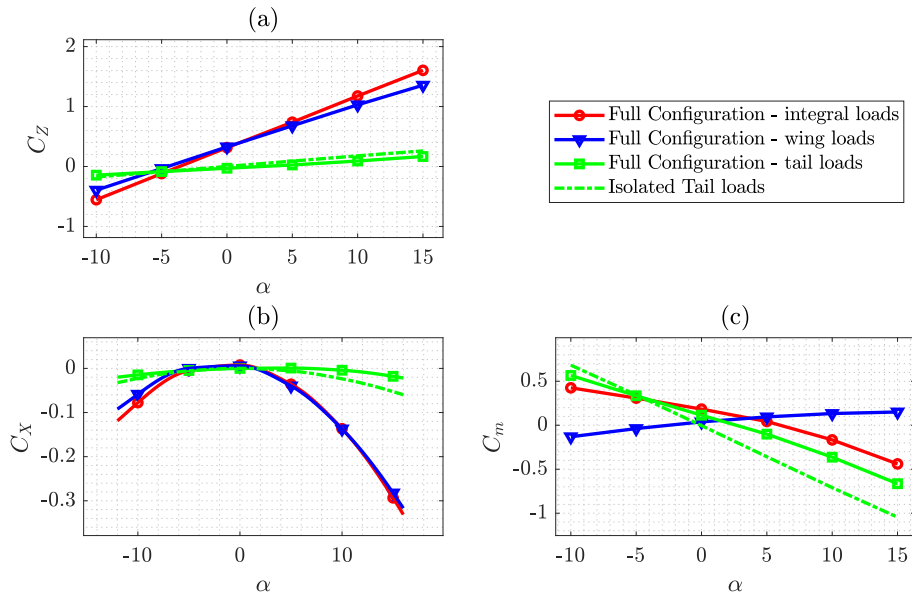 (a)
2
1
0
-1
C_Z
-10 -5 0 5 10 15
α
Full Configuration - integral loads
Full Configuration - wing loads
Full Configuration - tail loads
Isolated Tail loads
(b)
0
-0.1
-0.2
-0.3
C_X
-10 0 10
α
(c)
0.5
0
-0.5
-1
C_m
-10 -5 0 5 10 15
α